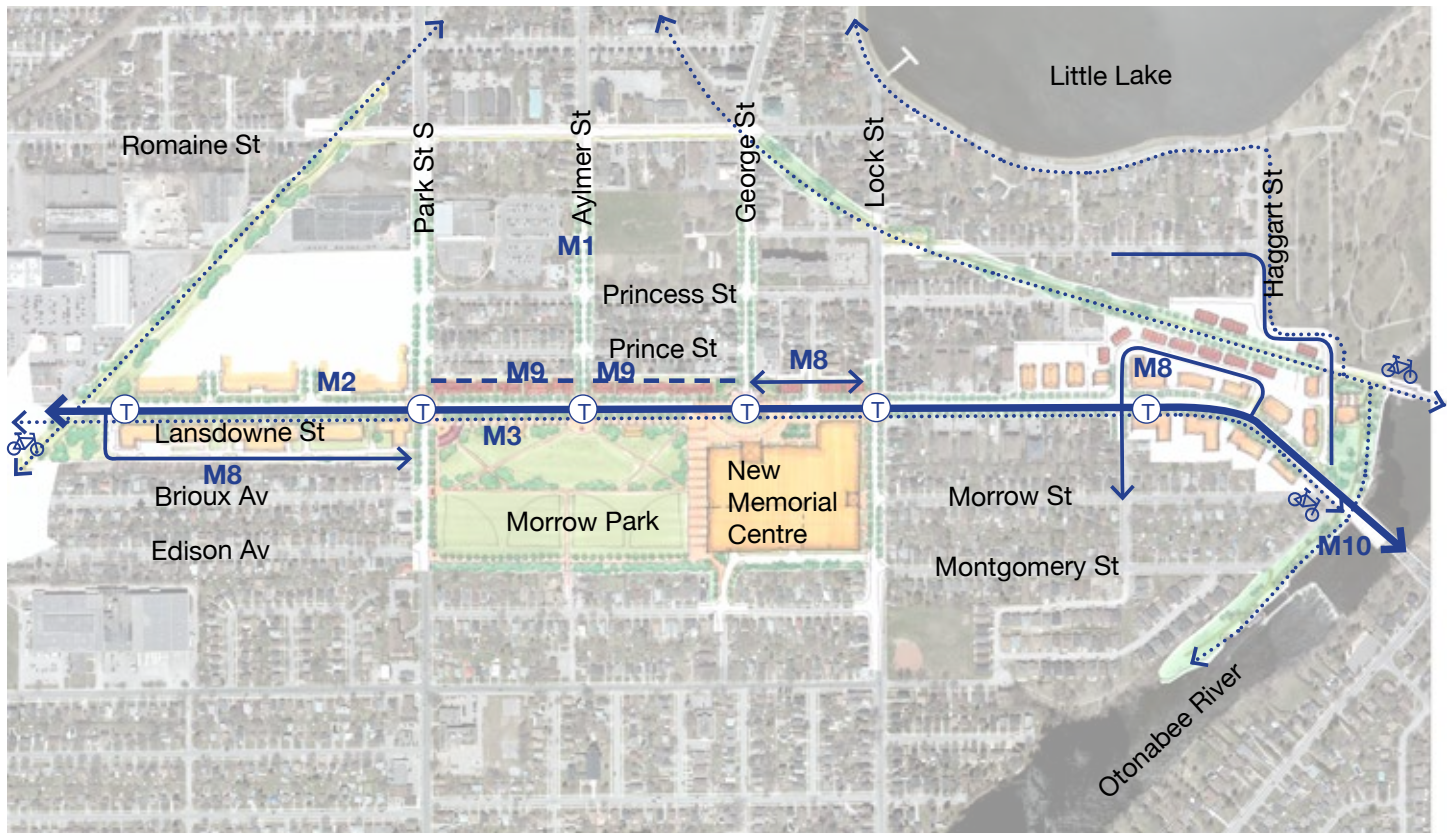 Little Lake
Romaine St
Park St S
Aylmer St
George St
Lock St
Haggart St
M1
Princess St
Prince St
M2
M9
M9
M8
M8
T
T
T
T
T
T
Lansdowne St
M3
M8
Brioux Av
Edison Av
Morrow Park
New
Memorial
Centre
Morrow St
Montgomery St
M10
Otonabee River